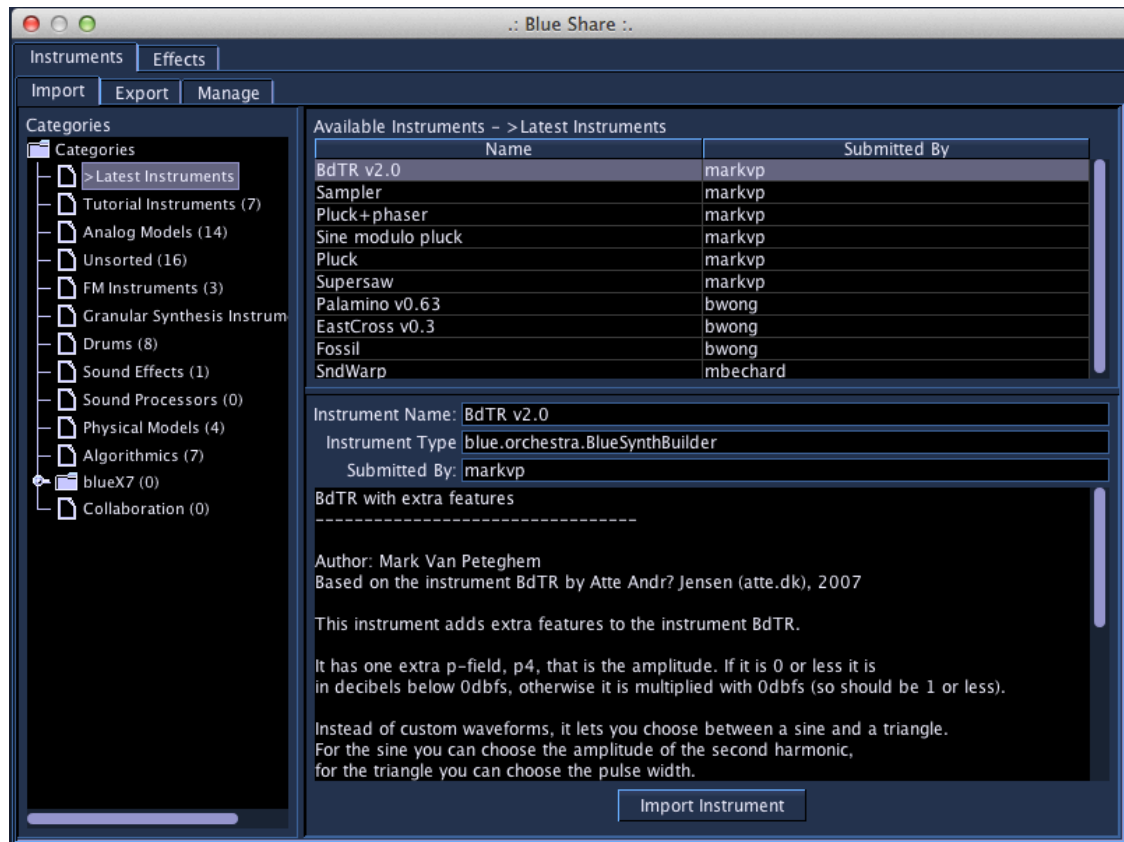 .: Blue Share :.
Instruments Effects
Import Export Manage
Categories
Categories
>Latest Instruments
Tutorial Instruments (7)
Analog Models (14)
Unsorted (16)
FM Instruments (3)
Granular Synthesis Instrum
Drums (8)
Sound Effects (1)
Sound Processors (0)
Physical Models (4)
Algorithmics (7)
blueX7 (0)
Collaboration (0)
Available Instruments – >Latest Instruments
Name Submitted By
BdTR v2.0 markvp
Sampler markvp
Pluck+phaser markvp
Sine modulo pluck markvp
Pluck markvp
Supersaw markvp
Palamino v0.63 bwong
EastCross v0.3 bwong
Fossil bwong
SndWarp mbechard
Instrument Name: BdTR v2.0
Instrument Type blue.orchestra.BlueSynthBuilder
Submitted By: markvp
BdTR with extra features
---------------------------------
Author: Mark Van Peteghem
Based on the instrument BdTR by Atte Andr? Jensen (atte.dk), 2007
This instrument adds extra features to the instrument BdTR.
It has one extra p-field, p4, that is the amplitude. If it is 0 or less it is
in decibels below 0dbfs, otherwise it is multiplied with 0dbfs (so should be 1 or less).
Instead of custom waveforms, it lets you choose between a sine and a triangle.
For the sine you can choose the amplitude of the second harmonic,
for the triangle you can choose the pulse width.
Import Instrument